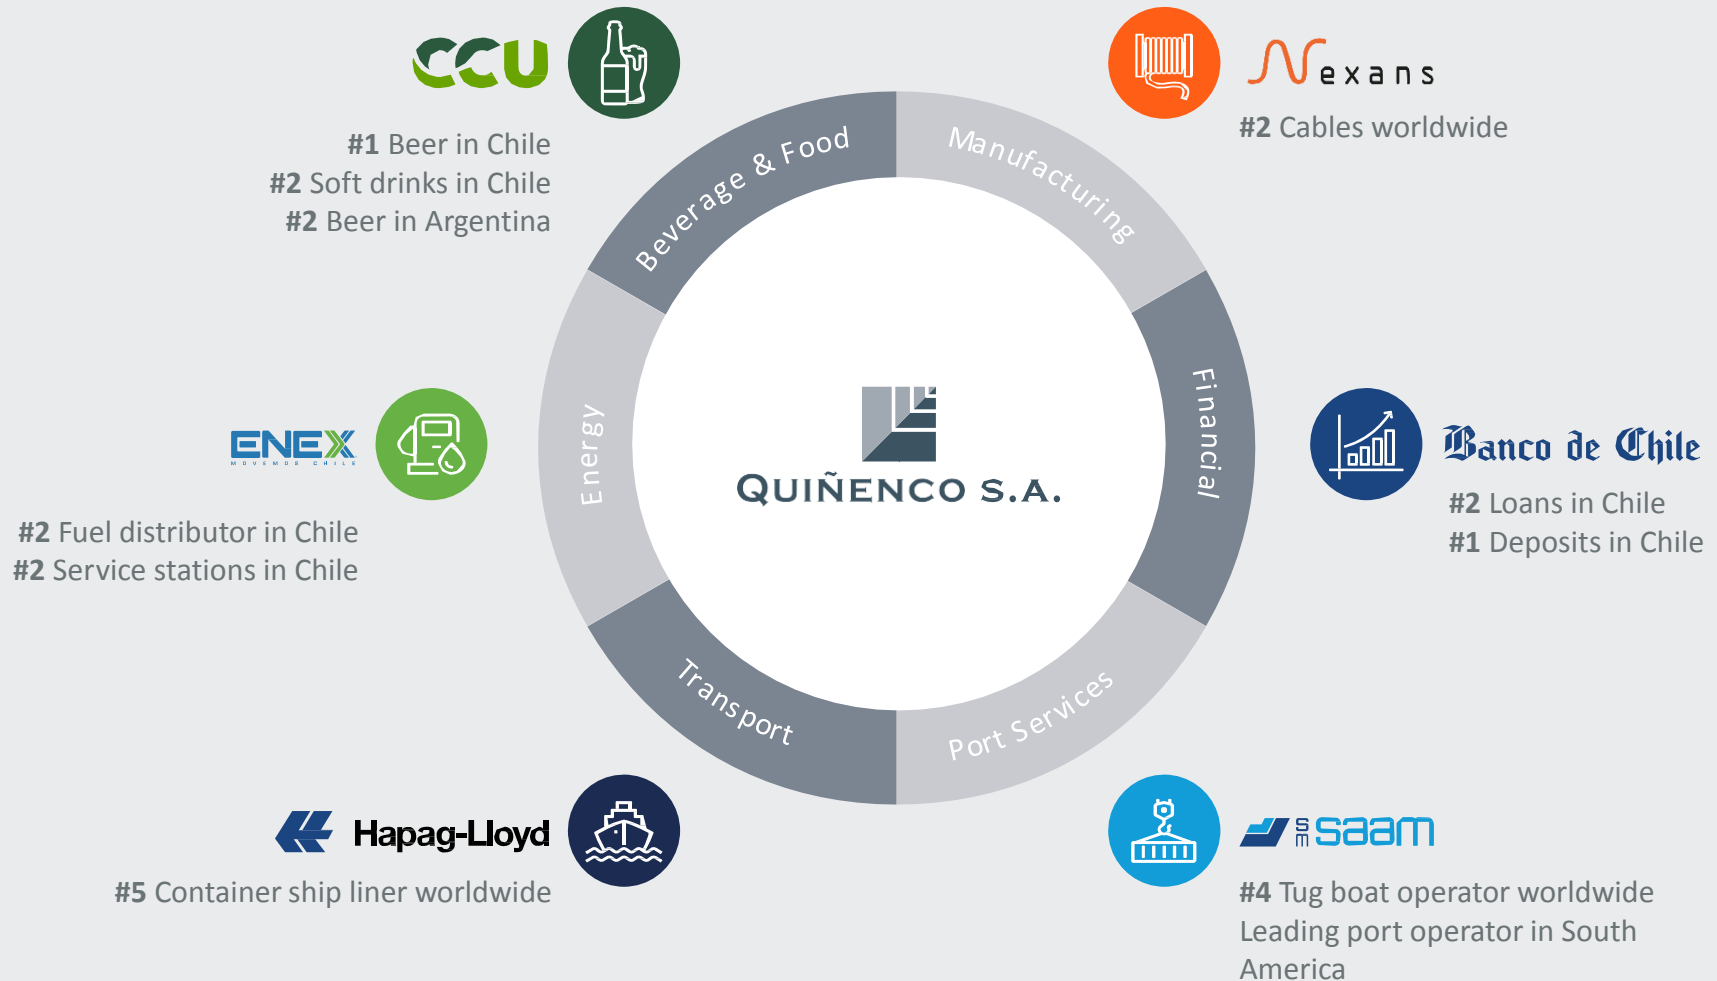 CCU
#1 Beer in Chile
#2 Soft drinks in Chile
#2 Beer in Argentina
Nexans
#2 Cables worldwide
Beverage & Food
Manufacturing
Energy
Financial
Transport
Port Services
QUIÑENCO S.A.
ENEX
MOVEMOS CHILE
#2 Fuel distributor in Chile
#2 Service stations in Chile
Banco de Chile
#2 Loans in Chile
#1 Deposits in Chile
Hapag-Lloyd
#5 Container ship liner worldwide
SM saam
#4 Tug boat operator worldwide
Leading port operator in South
America